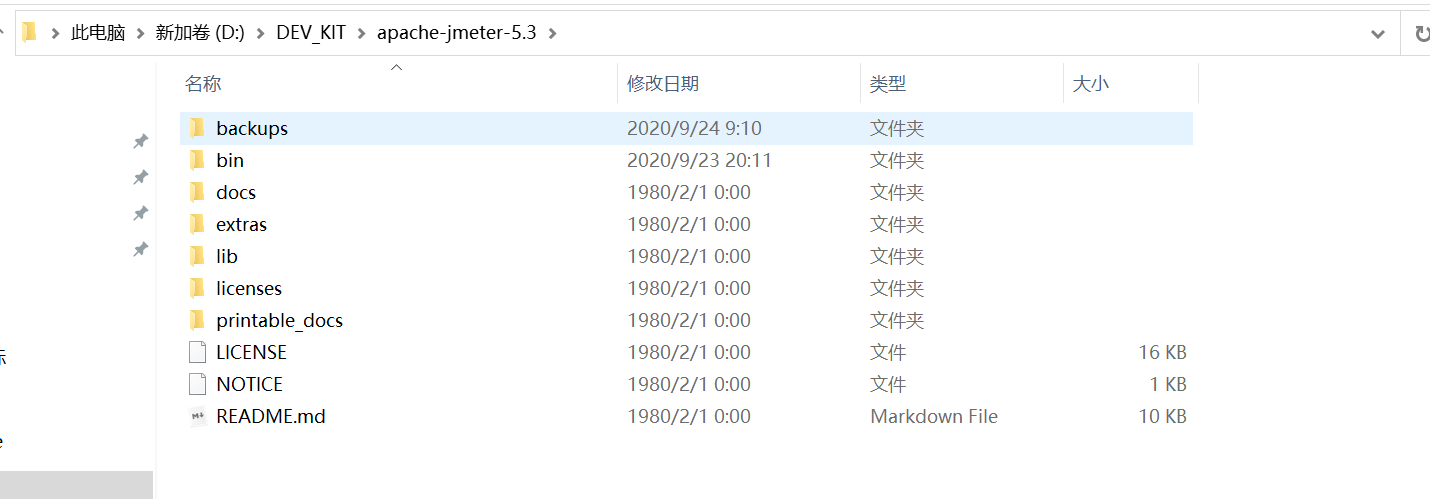 此电脑 新加卷 (D:) DEV_KIT apache-jmeter-5.3
名称 修改日期 类型 大小
backups 2020/9/24 9:10 文件夹
bin 2020/9/23 20:11 文件夹
docs 1980/2/1 0:00 文件夹
extras 1980/2/1 0:00 文件夹
lib 1980/2/1 0:00 文件夹
licenses 1980/2/1 0:00 文件夹
printable_docs 1980/2/1 0:00 文件夹
LICENSE 1980/2/1 0:00 文件 16 KB
NOTICE 1980/2/1 0:00 文件 1 KB
README.md 1980/2/1 0:00 Markdown File 10 KB